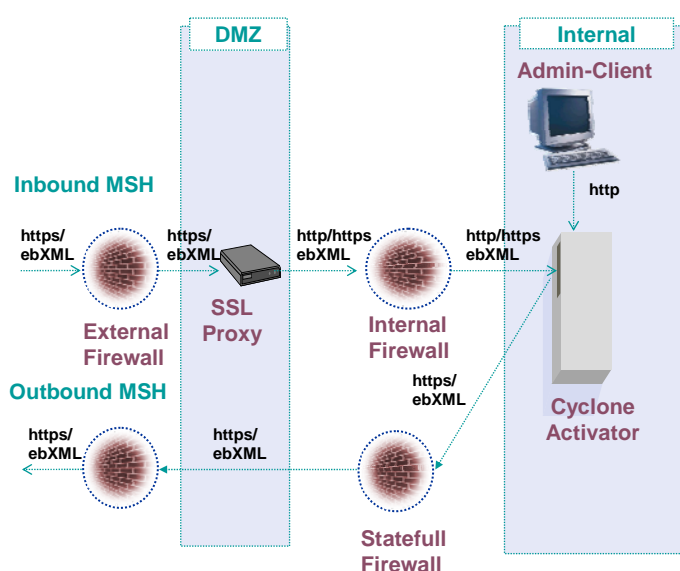 DMZ
Internal
Admin-Client
http
Inbound MSH
https/
ebXML
https/
ebXML
http/https
ebXML
http/https
ebXML
External
Firewall
SSL
Proxy
Internal
Firewall
Cyclone
Activator
https/
ebXML
Outbound MSH
https/
ebXML
https/
ebXML
Statefull
Firewall